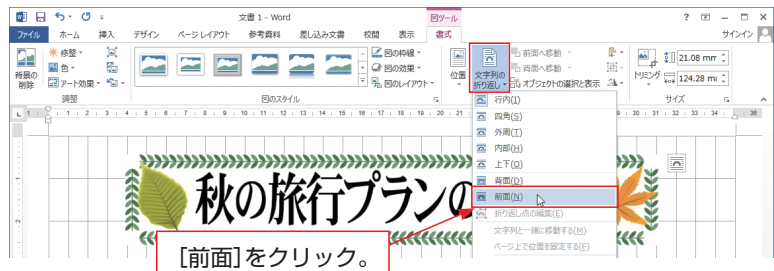 文書 1 - Word
図ツール
ファイル ホーム 挿入 デザイン ページレイアウト 参考資料 差し込み文書 校閲 表示 書式 サインイン
背景の削除
修整
色
アート効果
調整
図のスタイル
図の枠線
図の効果
図のレイアウト
位置
文字列の折り返し
前面へ移動
背面へ移動
オブジェクトの選択と表示
トリミング
21.08 mm
124.28 mi
サイズ
行内(I)
四角(S)
外周(T)
内部(H)
上下(O)
背面(D)
前面(N)
折り返し点の編集(E)
文字列と一緒に移動する(M)
ページ上で位置を固定する(F)
秋の旅行プランの
[前面]をクリック。